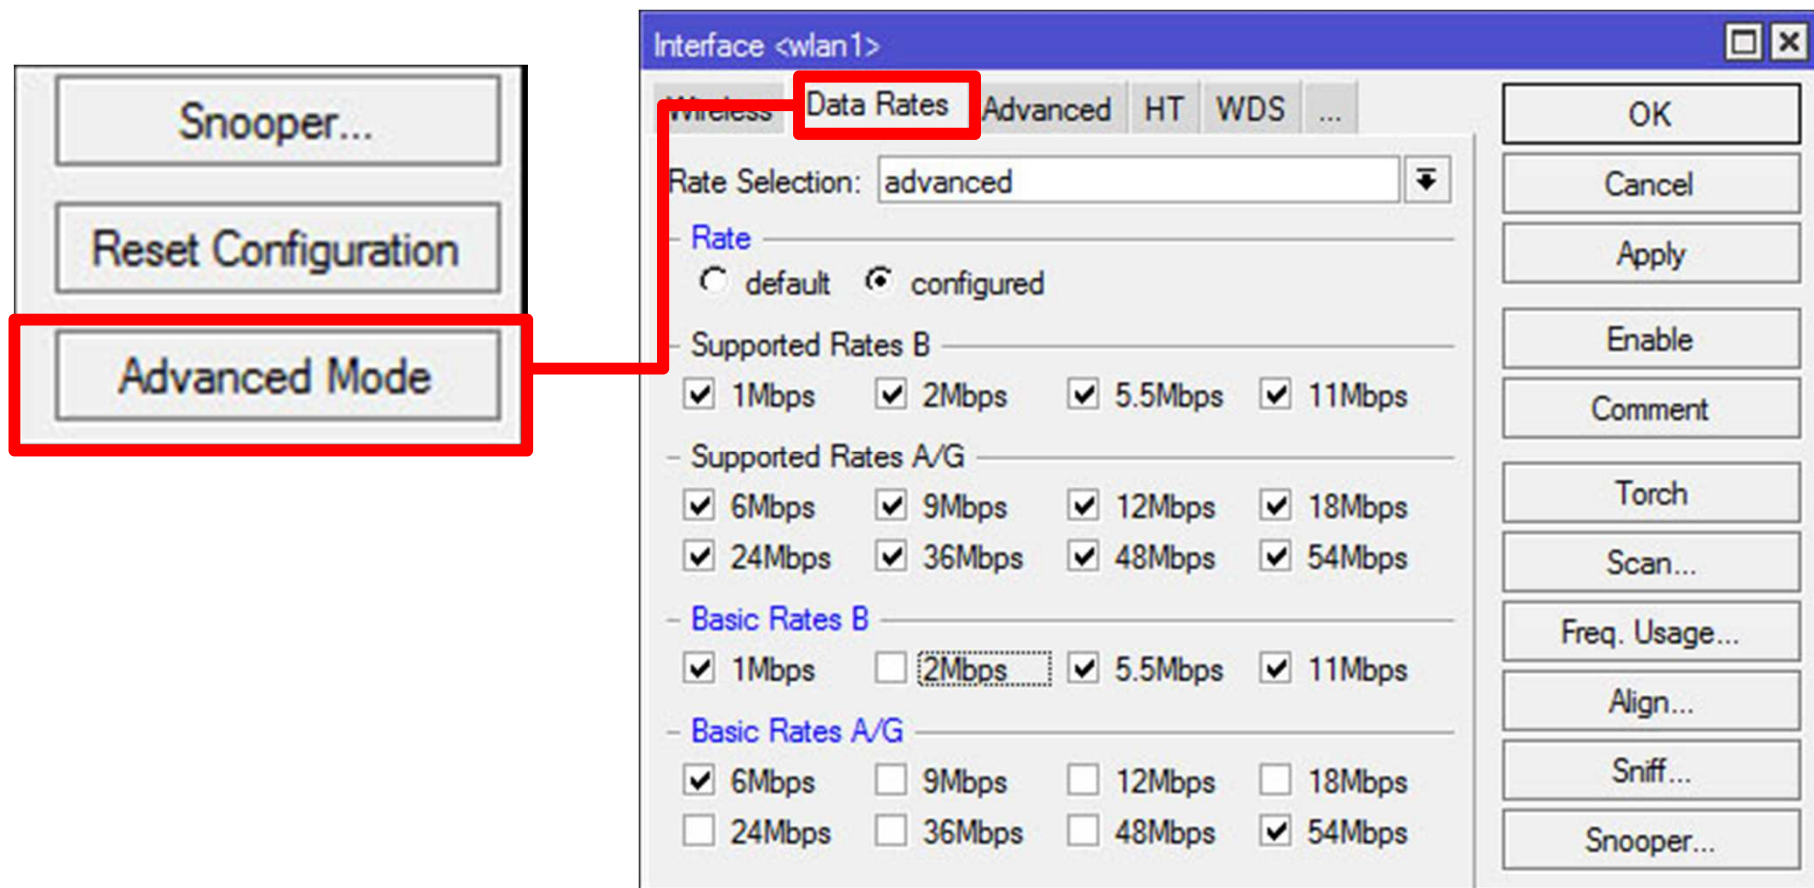 Snooper...
Reset Configuration
Advanced Mode
Interface <wlan1>
Wireless Data Rates Advanced HT WDS ...
Rate Selection: advanced
Rate
default configured
Supported Rates B
1Mbps 2Mbps 5.5Mbps 11Mbps
Supported Rates A/G
6Mbps 9Mbps 12Mbps 18Mbps
24Mbps 36Mbps 48Mbps 54Mbps
Basic Rates B
1Mbps 2Mbps 5.5Mbps 11Mbps
Basic Rates A/G
6Mbps 9Mbps 12Mbps 18Mbps
24Mbps 36Mbps 48Mbps 54Mbps
OK
Cancel
Apply
Enable
Comment
Torch
Scan...
Freq. Usage...
Align...
Sniff...
Snooper...